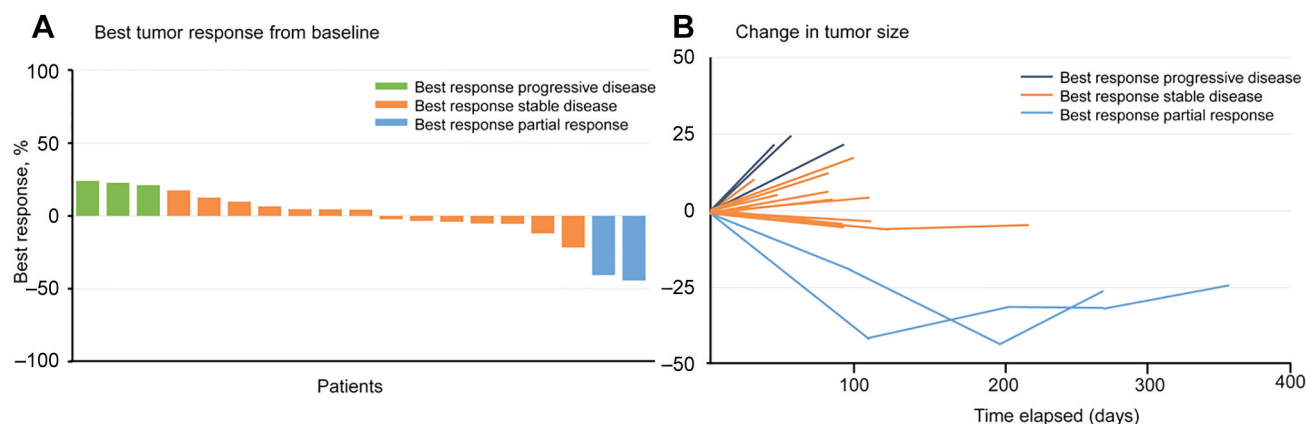 A
Best tumor response from baseline
100
50
0
–50
–100
Best response, %
Best response progressive disease
Best response stable disease
Best response partial response
Patients
B
Change in tumor size
50
25
0
–25
–50
Best response progressive disease
Best response stable disease
Best response partial response
100
200
300
400
Time elapsed (days)